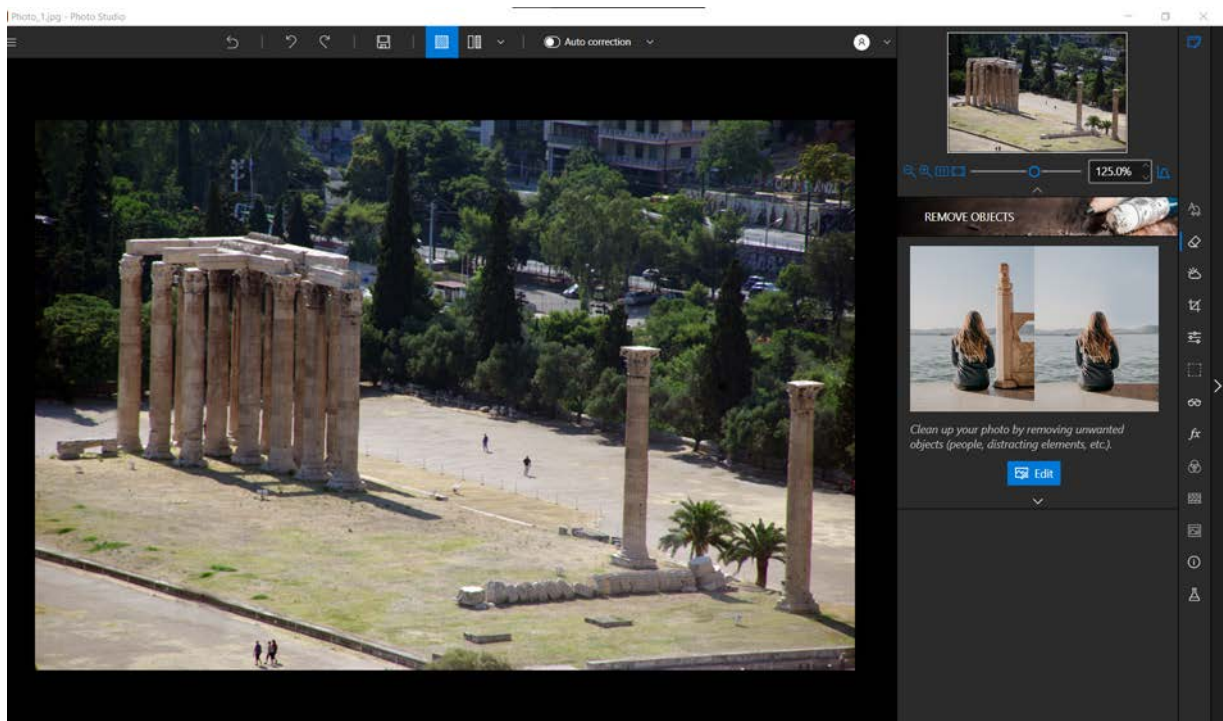 Photo_1.jpg - Photo Studio
Auto correction
125.0%
REMOVE OBJECTS
Clean up your photo by removing unwanted
objects (people, distracting elements, etc.).
Edit
fx